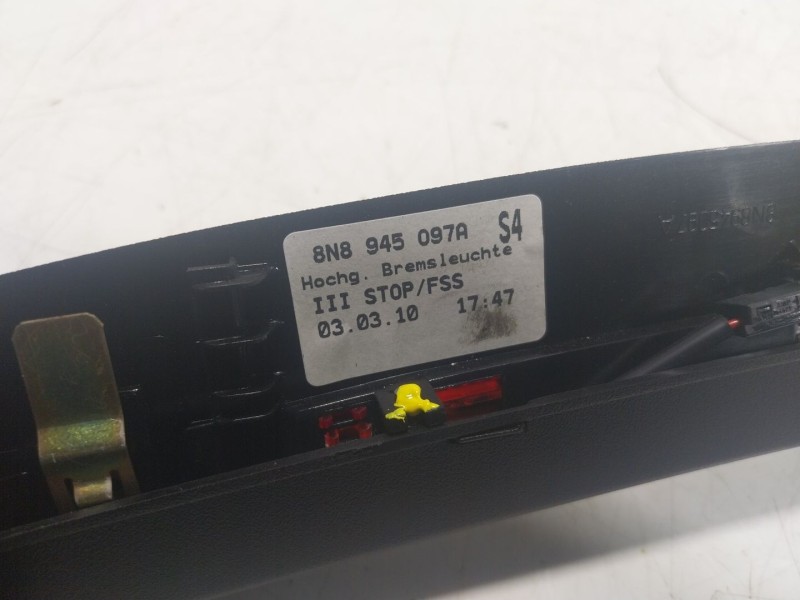 8N8 945 097A S4
Hochg. Bremsleuchte
III STOP/FSS
03.03.10 17:47